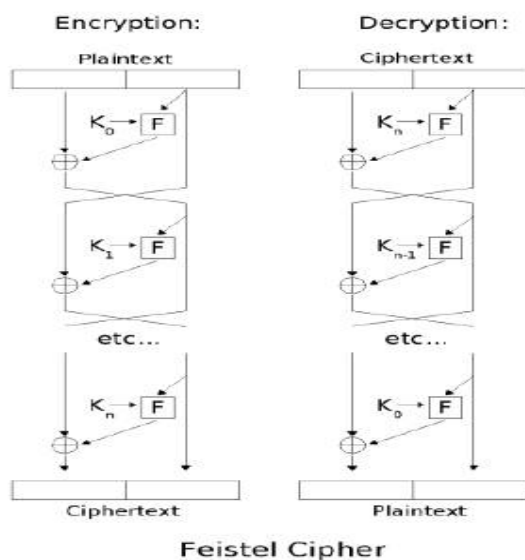 Encryption:
Plaintext
K0
F
K1
F
etc...
Kn
F
Ciphertext
Decryption:
Ciphertext
Kn
F
Kn-1
F
etc...
K0
F
Plaintext
Feistel Cipher